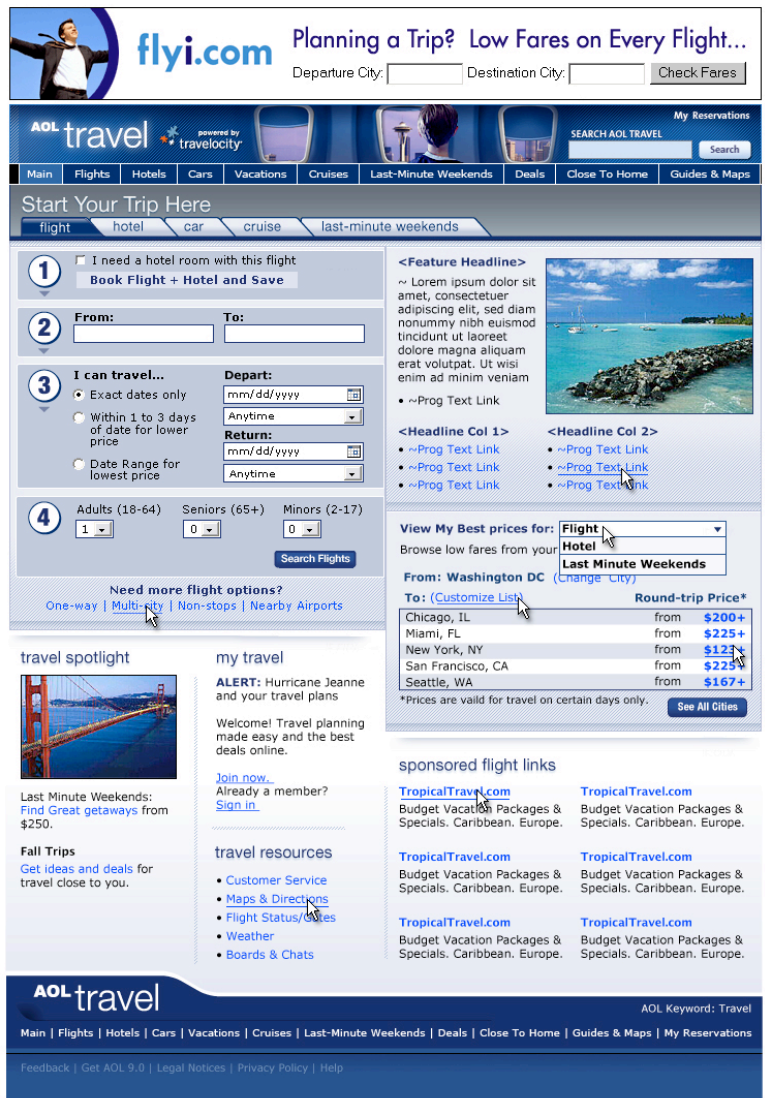 flyi.com
Planning a Trip? Low Fares on Every Flight...
Departure City: Destination City: Check Fares
AOL travel powered by travelocity
My Reservations
SEARCH AOL TRAVEL
Search
Main Flights Hotels Cars Vacations Cruises Last-Minute Weekends Deals Close To Home Guides & Maps
Start Your Trip Here
flight hotel car cruise last-minute weekends
1
I need a hotel room with this flight
Book Flight + Hotel and Save
2
From: To:
3
I can travel... Depart:
Exact dates only mm/dd/yyyy
Within 1 to 3 days Anytime
of date for lower Return:
price mm/dd/yyyy
Date Range for Anytime
lowest price
4
Adults (18-64) Seniors (65+) Minors (2-17)
1 0 0
Search Flights
Need more flight options?
One-way | Multi-city | Non-stops | Nearby Airports
<Feature Headline>
~ Lorem ipsum dolor sit
amet, consectetuer
adipiscing elit, sed diam
nonummy nibh euismod
tincidunt ut laoreet
dolore magna aliquam
erat volutpat. Ut wisi
enim ad minim veniam
• ~Prog Text Link
<Headline Col 1> <Headline Col 2>
• ~Prog Text Link • ~Prog Text Link
• ~Prog Text Link • ~Prog Text Link
• ~Prog Text Link • ~Prog Text Link
View My Best prices for: Flight
Hotel
Last Minute Weekends
Browse low fares from your
From: Washington DC (Change City)
To: (Customize List) Round-trip Price*
Chicago, IL from $200+
Miami, FL from $225+
New York, NY from $123+
San Francisco, CA from $225+
Seattle, WA from $167+
*Prices are vaild for travel on certain days only.
See All Cities
travel spotlight
Last Minute Weekends:
Find Great getaways from
$250.
Fall Trips
Get ideas and deals for
travel close to you.
my travel
ALERT: Hurricane Jeanne
and your travel plans
Welcome! Travel planning
made easy and the best
deals online.
Join now.
Already a member?
Sign in
travel resources
• Customer Service
• Maps & Directions
• Flight Status/Gates
• Weather
• Boards & Chats
sponsored flight links
TropicalTravel.com TropicalTravel.com
Budget Vacation Packages & Budget Vacation Packages &
Specials. Caribbean. Europe. Specials. Caribbean. Europe.
TropicalTravel.com TropicalTravel.com
Budget Vacation Packages & Budget Vacation Packages &
Specials. Caribbean. Europe. Specials. Caribbean. Europe.
TropicalTravel.com TropicalTravel.com
Budget Vacation Packages & Budget Vacation Packages &
Specials. Caribbean. Europe. Specials. Caribbean. Europe.
AOL travel
AOL Keyword: Travel
Main | Flights | Hotels | Cars | Vacations | Cruises | Last-Minute Weekends | Deals | Close To Home | Guides & Maps | My Reservations
Feedback | Get AOL 9.0 | Legal Notices | Privacy Policy | Help